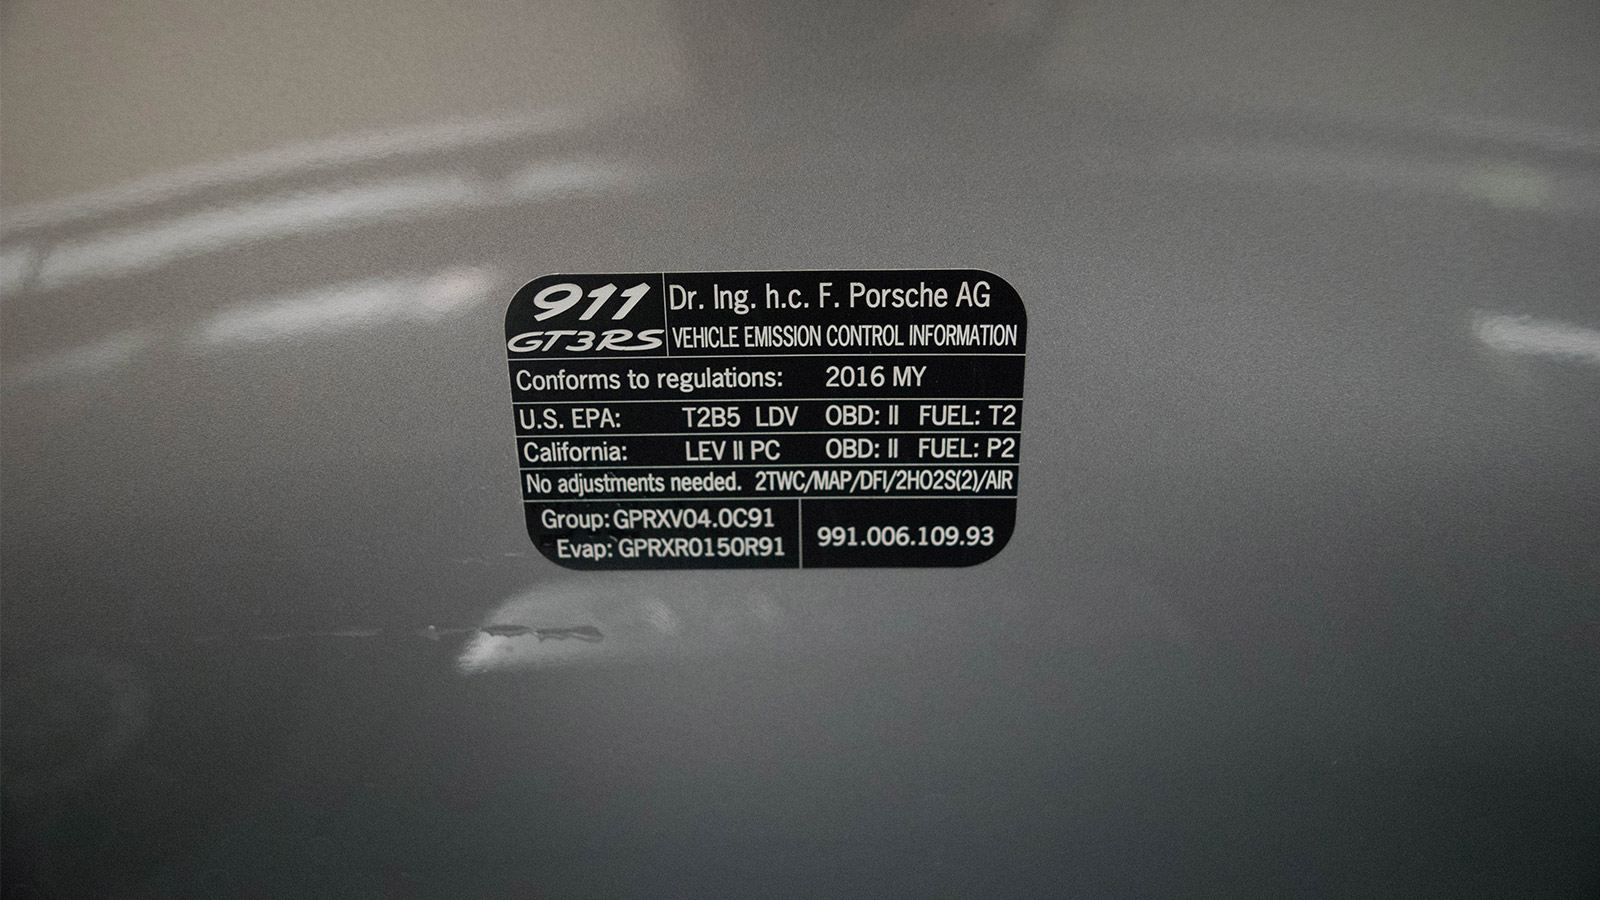 911 GT3RS
Dr. Ing. h.c. F. Porsche AG
VEHICLE EMISSION CONTROL INFORMATION
Conforms to regulations: 2016 MY
U.S. EPA: T2B5 LDV OBD: II FUEL: T2
California: LEV II PC OBD: II FUEL: P2
No adjustments needed. 2TWC/MAP/DFI/2HO2S(2)/AIR
Group: GPRXV04.0C91
Evap: GPRXR0150R91
991.006.109.93